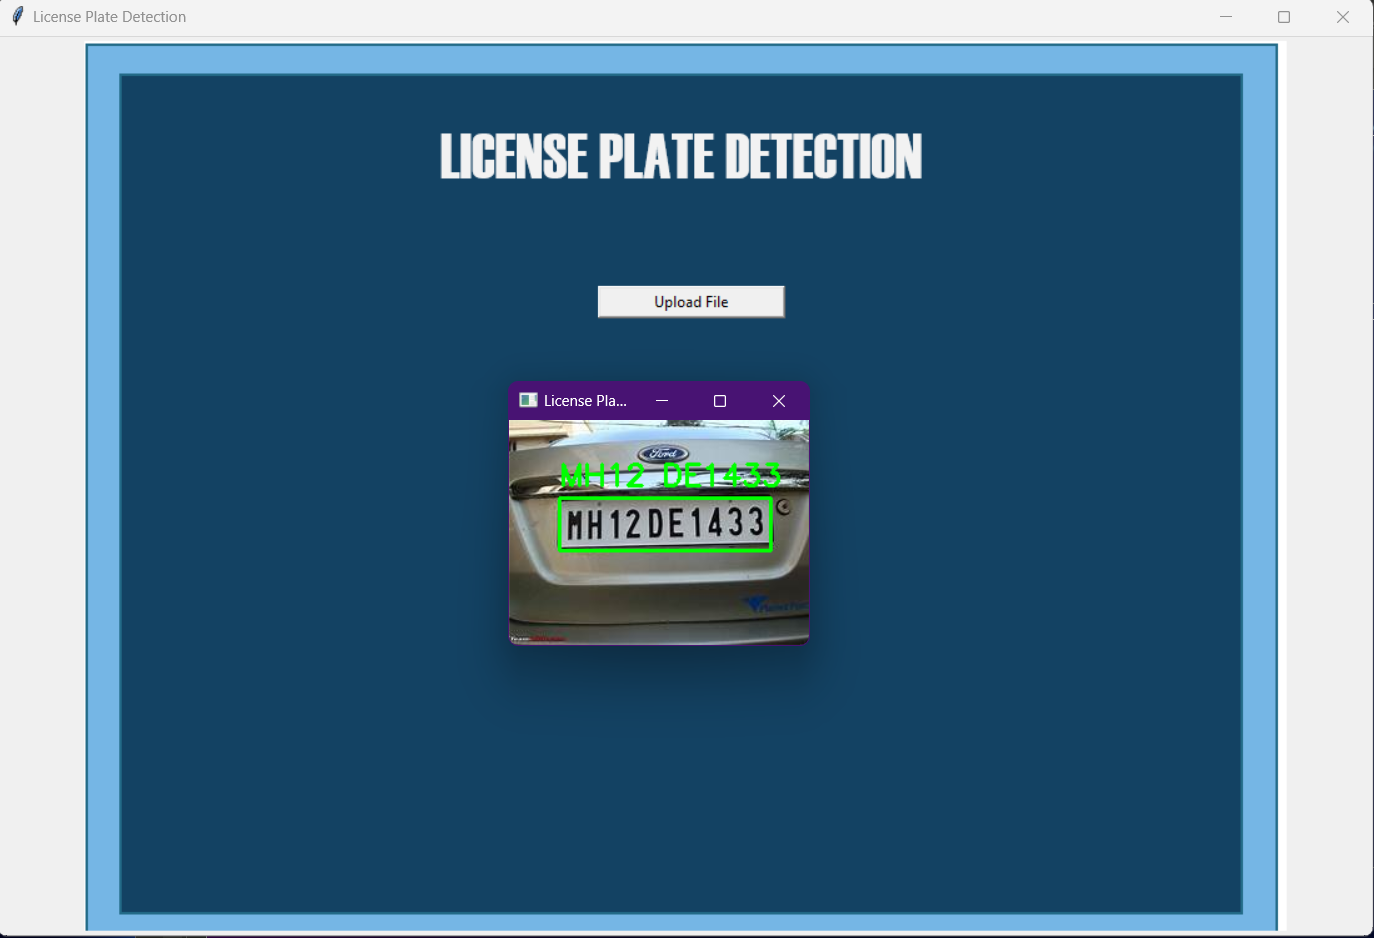 License Plate Detection
LICENSE PLATE DETECTION
Upload File
License Pla...
Ford
MH12 DE1433
MH12DE1433